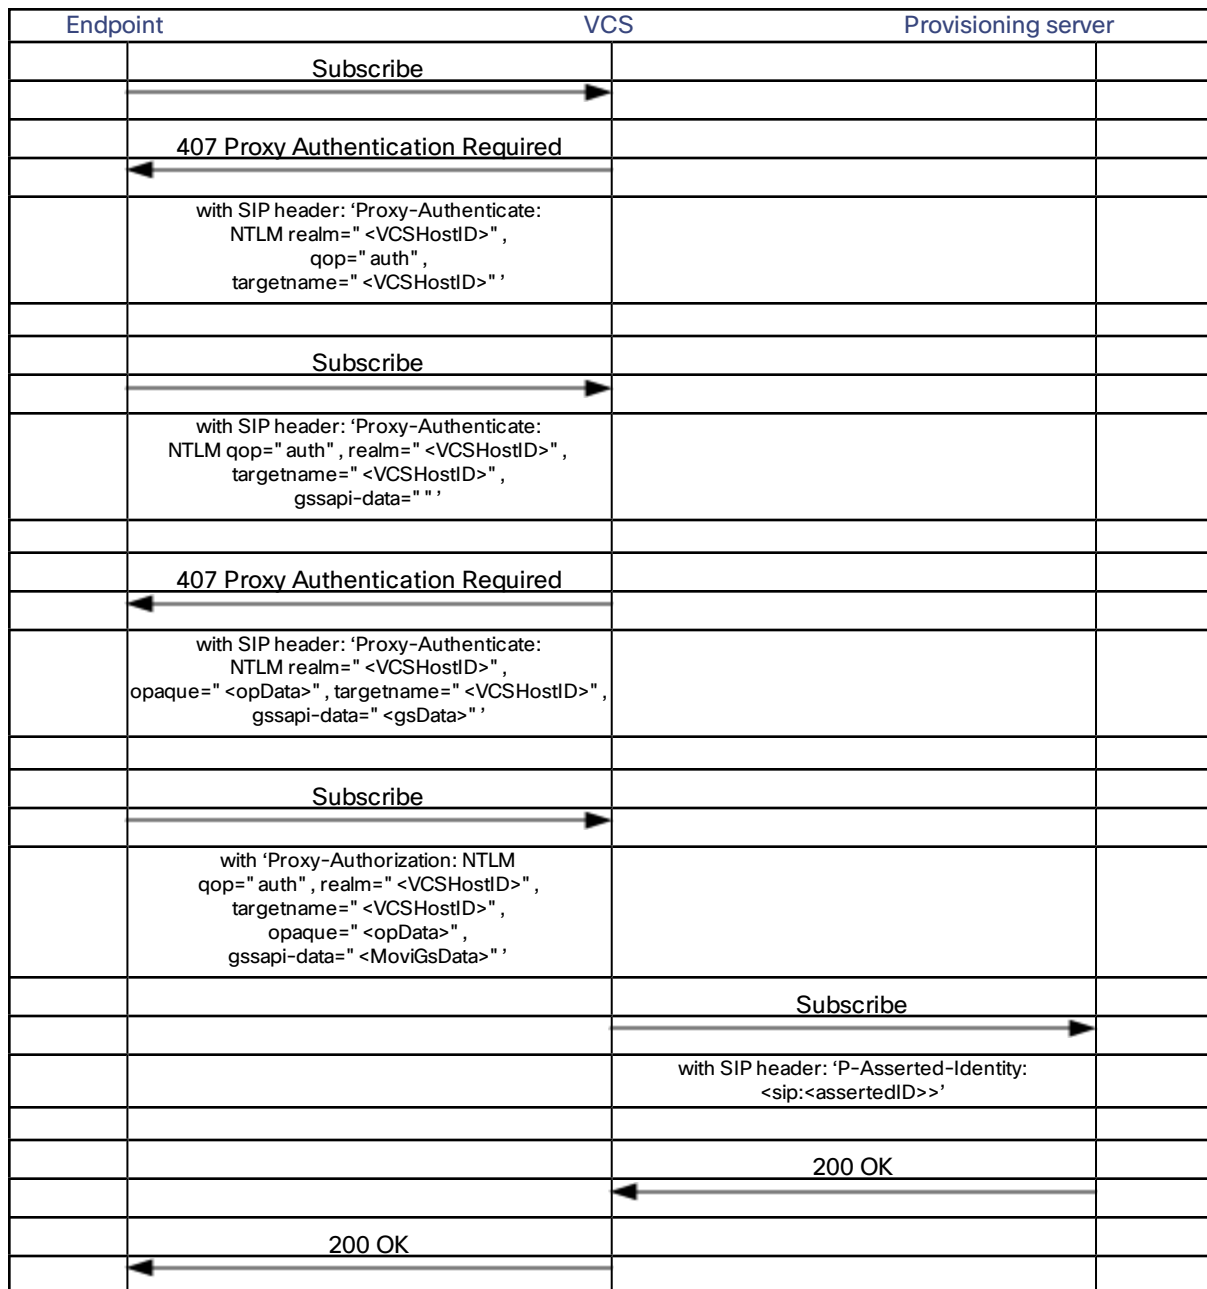 Endpoint VCS Provisioning server
Subscribe
407 Proxy Authentication Required
with SIP header: ‘Proxy-Authenticate:
NTLM realm="<VCSHostID>",
qop="auth",
targetname="<VCSHostID>"’
Subscribe
with SIP header: ‘Proxy-Authenticate:
NTLM qop="auth", realm="<VCSHostID>",
targetname="<VCSHostID>",
gssapi-data=""’
407 Proxy Authentication Required
with SIP header: ‘Proxy-Authenticate:
NTLM realm="<VCSHostID>",
opaque="<opData>", targetname="<VCSHostID>",
gssapi-data="<gsData>"’
Subscribe
with ‘Proxy-Authorization: NTLM
qop="auth", realm="<VCSHostID>",
targetname="<VCSHostID>",
opaque="<opData>",
gssapi-data="<MoviGsData>"’
Subscribe
with SIP header: ‘P-Asserted-Identity:
<sip:<assertedID>>’
200 OK
200 OK